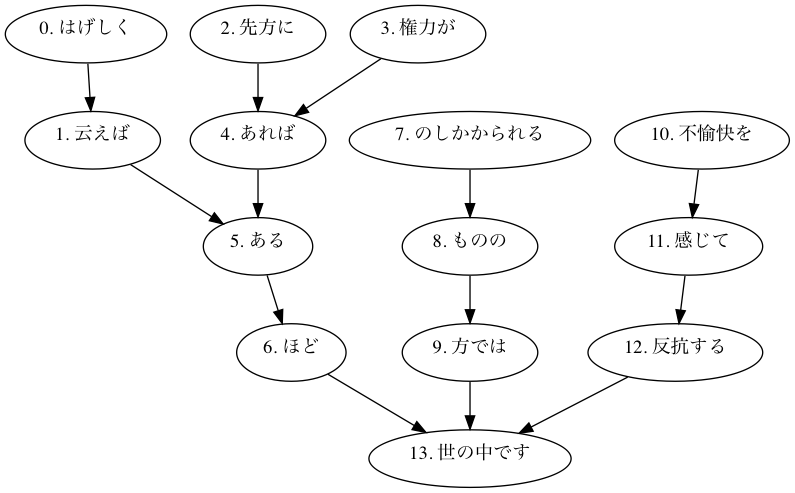 0. はげしく
1. 云えば
2. 先方に
3. 権力が
4. あれば
5. ある
6. ほど
7. のしかかられる
8. ものの
9. 方では
10. 不愉快を
11. 感じて
12. 反抗する
13. 世の中です